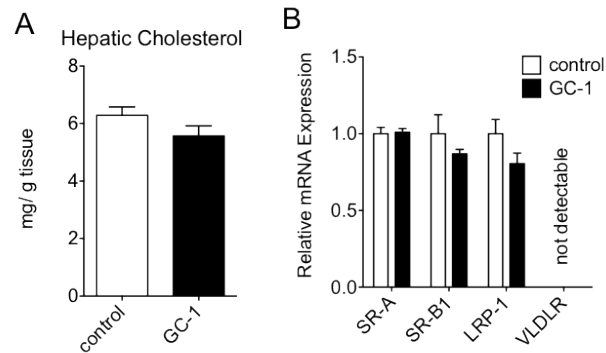 A
Hepatic Cholesterol
mg/ g tissue
8
6
4
2
0
control
GC-1
B
Relative mRNA Expression
1.5
1.0
0.5
0.0
control
GC-1
not detectable
SR-A
SR-B1
LRP-1
VLDLR